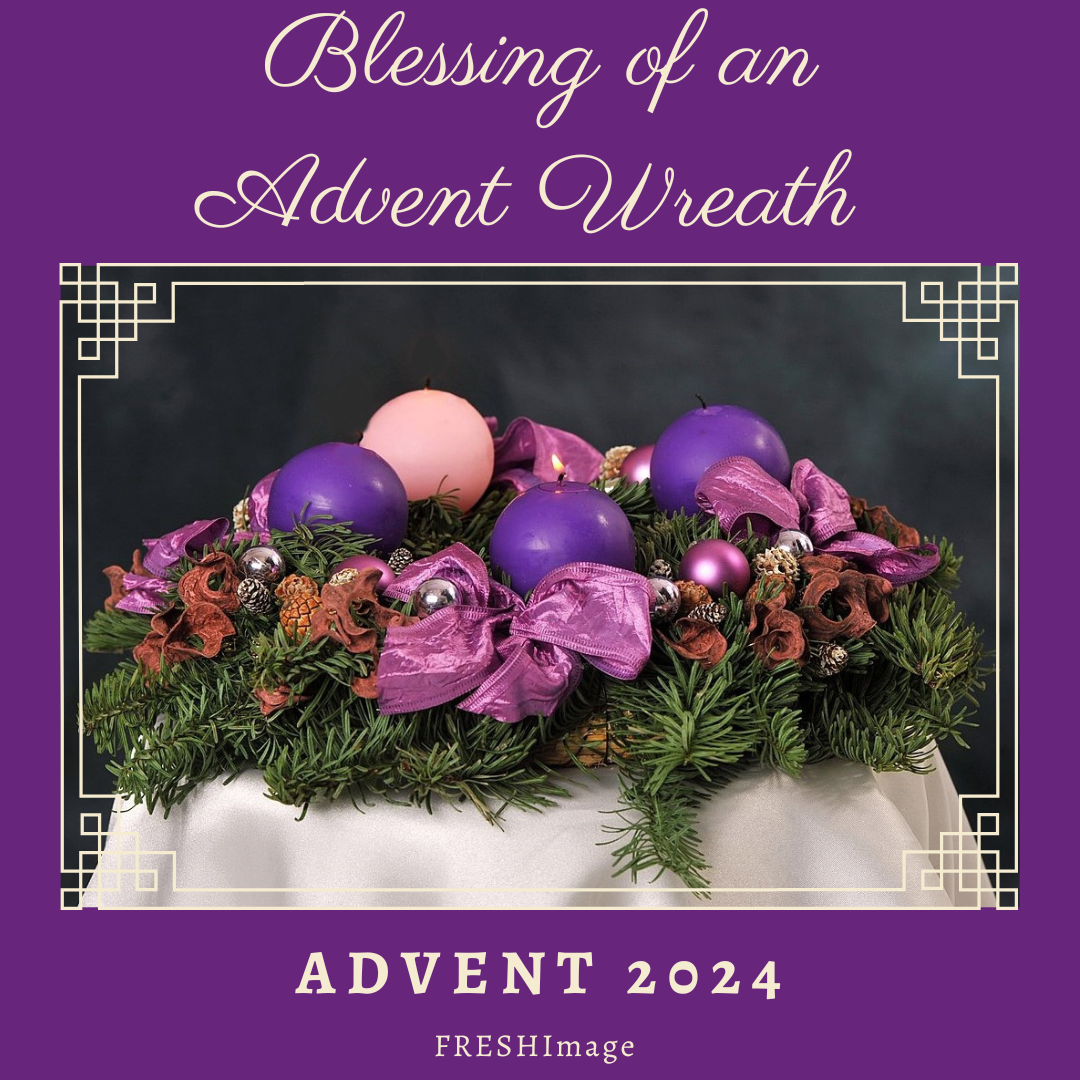 Blessing of an
Advent Wreath
ADVENT 2024
FRESHImage